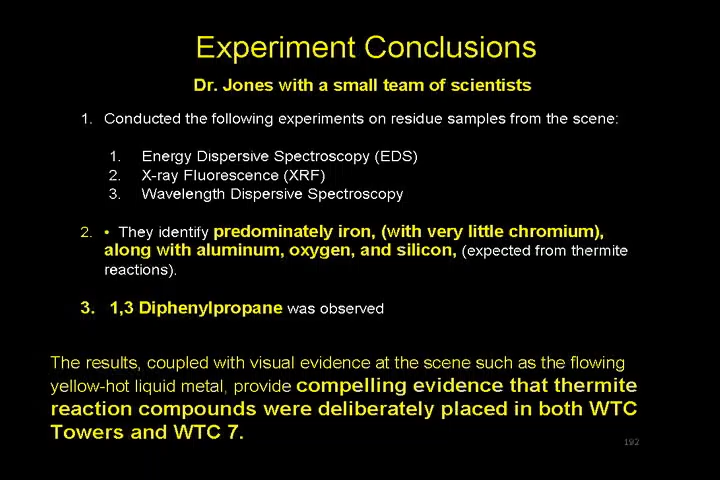 Experiment Conclusions
Dr. Jones with a small team of scientists
1. Conducted the following experiments on residue samples from the scene:
1. Energy Dispersive Spectroscopy (EDS)
2. X-ray Fluorescence (XRF)
3. Wavelength Dispersive Spectroscopy
2. • They identify predominately iron, (with very little chromium),
along with aluminum, oxygen, and silicon, (expected from thermite
reactions).
3. 1,3 Diphenylpropane was observed
The results, coupled with visual evidence at the scene such as the flowing
yellow-hot liquid metal, provide compelling evidence that thermite
reaction compounds were deliberately placed in both WTC
Towers and WTC 7.
192